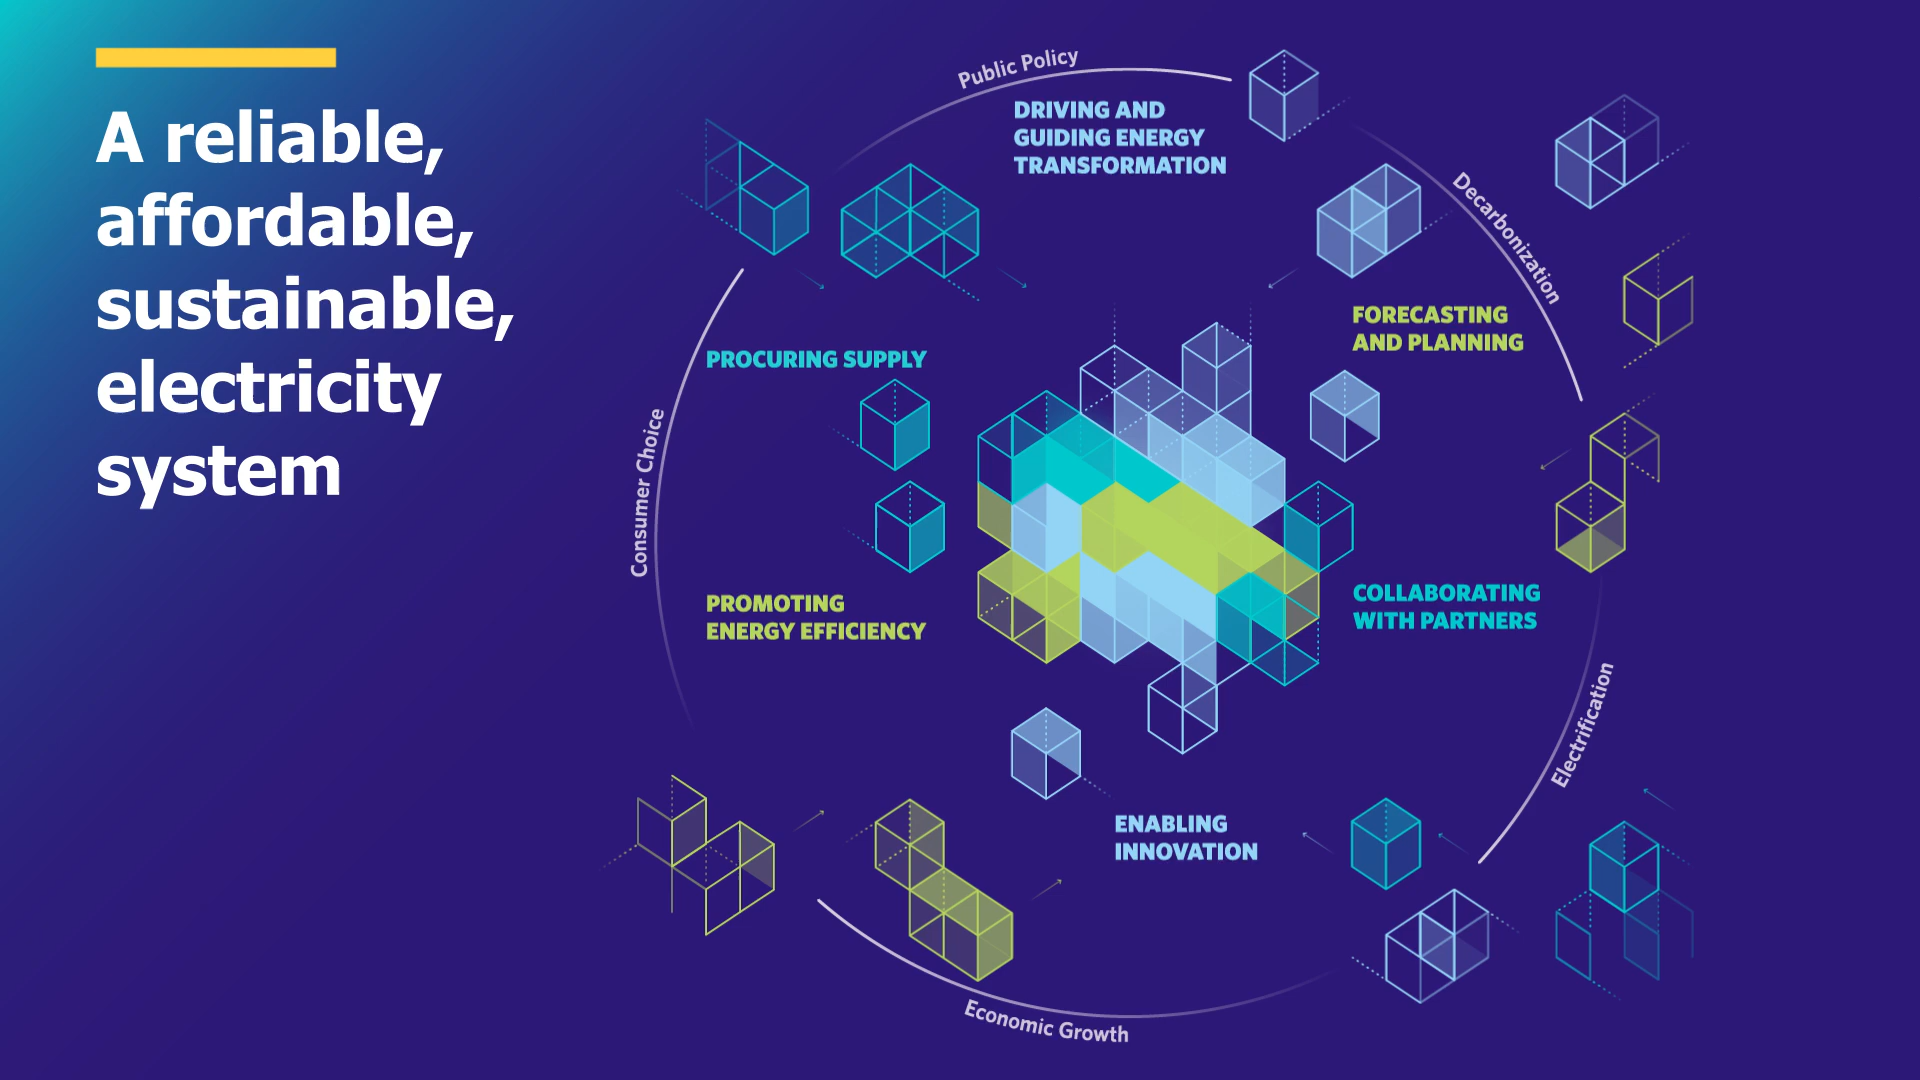 A reliable,
affordable,
sustainable,
electricity
system
Public Policy
DRIVING AND
GUIDING ENERGY
TRANSFORMATION
Decarbonization
FORECASTING
AND PLANNING
PROCURING SUPPLY
Consumer Choice
COLLABORATING
WITH PARTNERS
PROMOTING
ENERGY EFFICIENCY
Electrification
ENABLING
INNOVATION
Economic Growth